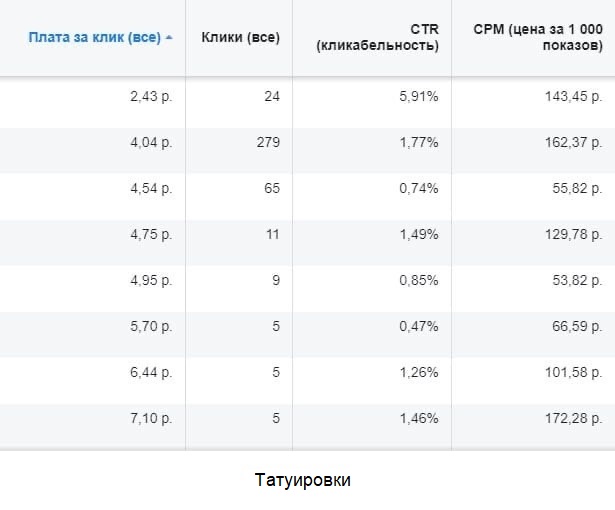 Плата за клик (все) Клики (все) CTR (кликабельность) CPM (цена за 1 000 показов)
2,43 р. 24 5,91% 143,45 р.
4,04 р. 279 1,77% 162,37 р.
4,54 р. 65 0,74% 55,82 р.
4,75 р. 11 1,49% 129,78 р.
4,95 р. 9 0,85% 53,82 р.
5,70 р. 5 0,47% 66,59 р.
6,44 р. 5 1,26% 101,58 р.
7,10 р. 5 1,46% 172,28 р.
Татуировки